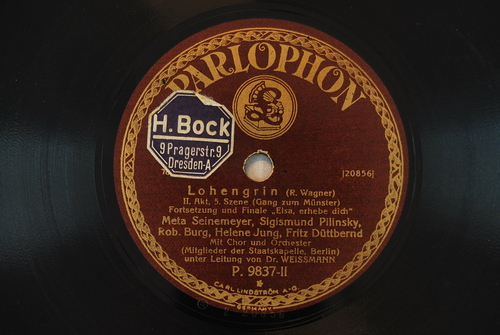 PARLOPHON
H. Bock
9 Pragerstr. 9
Dresden-A
|20856|
Lohengrin (R. Wagner)
II. Akt, 5. Szene (Gang zum Münster)
Fortsetzung und Finale „Elsa, erhebe dich"
Meta Seinemeyer, Sigismund Pilinsky,
Rob. Burg, Helene Jung, Fritz Düttbernd
Mit Chor und Orchester
(Mitglieder der Staatskapelle, Berlin)
unter Leitung von Dr. WEISSMANN
P. 9837-II
CARL LINDSTRÖM A.-G.
GERMANY